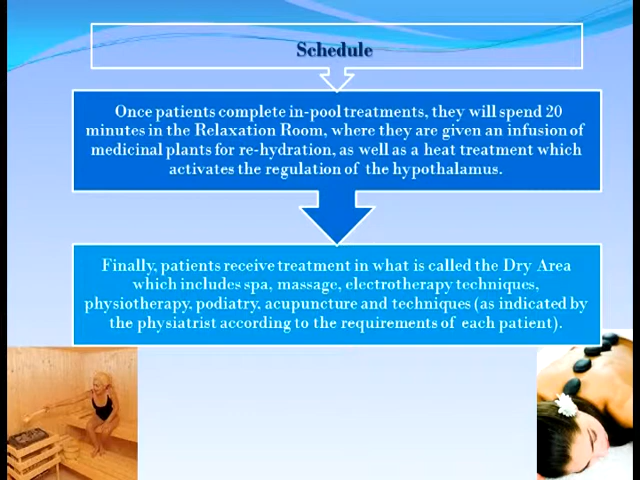 Schedule
Once patients complete in-pool treatments, they will spend 20
minutes in the Relaxation Room, where they are given an infusion of
medicinal plants for re-hydration, as well as a heat treatment which
activates the regulation of the hypothalamus.
Finally, patients receive treatment in what is called the Dry Area
which includes spa, massage, electrotherapy techniques,
physiotherapy, podiatry, acupuncture and techniques (as indicated by
the physiatrist according to the requirements of each patient).